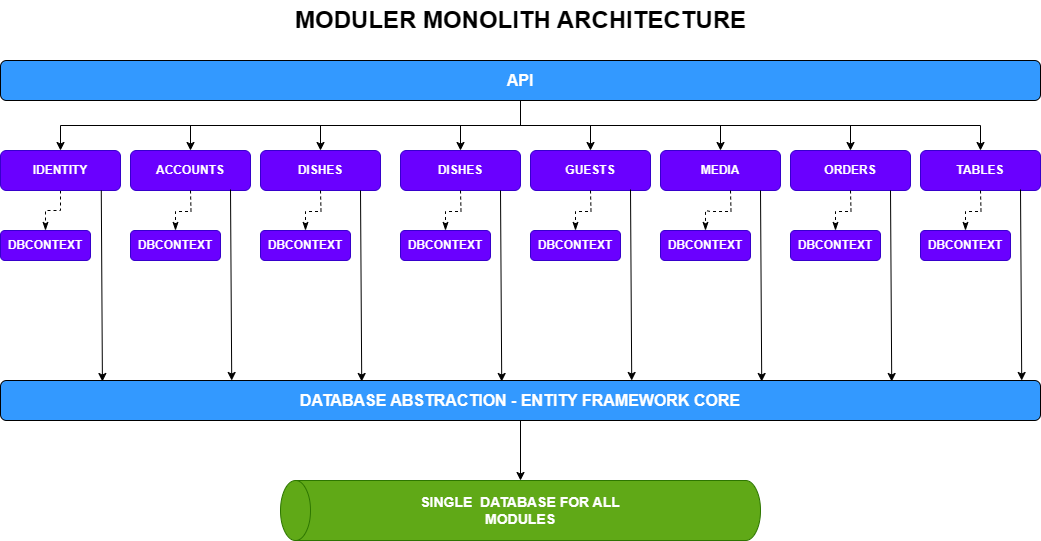 MODULER MONOLITH ARCHITECTURE
API
IDENTITY
ACCOUNTS
DISHES
DISHES
GUESTS
MEDIA
ORDERS
TABLES
DBCONTEXT
DBCONTEXT
DBCONTEXT
DBCONTEXT
DBCONTEXT
DBCONTEXT
DBCONTEXT
DBCONTEXT
DATABASE ABSTRACTION - ENTITY FRAMEWORK CORE
SINGLE DATABASE FOR ALL
MODULES